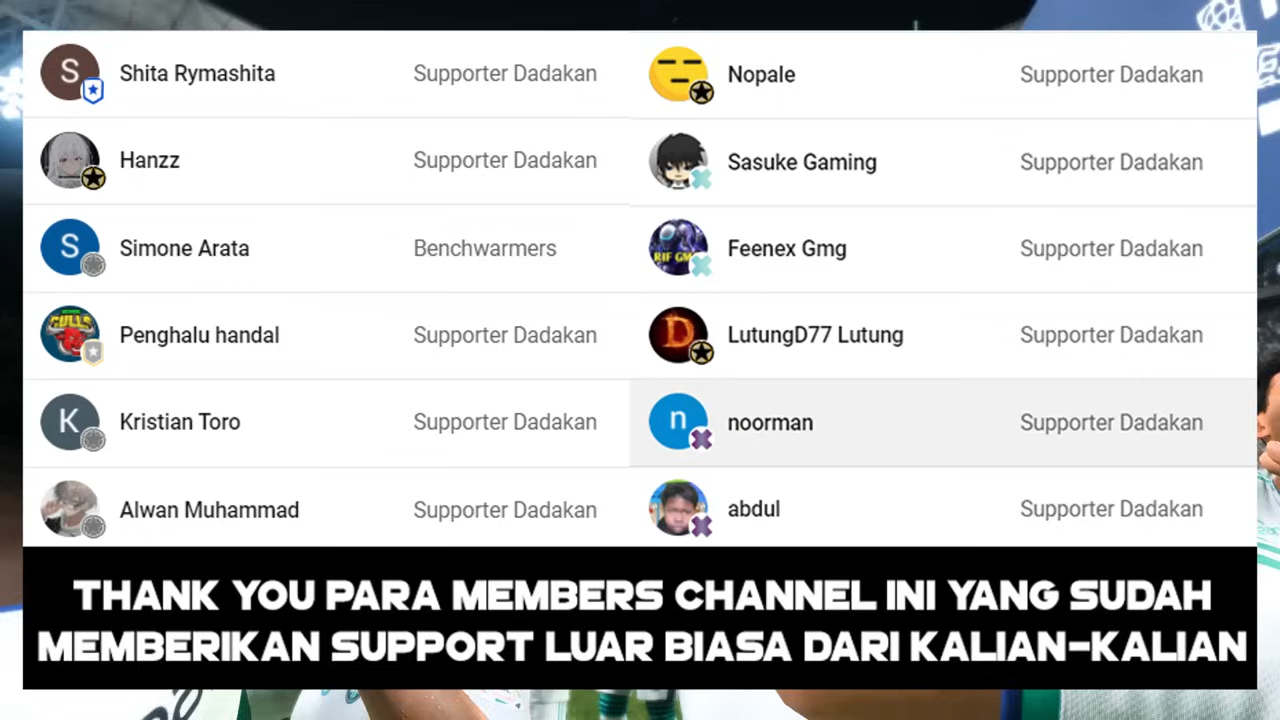 S Shita Rymashita Supporter Dadakan
Hanzz Supporter Dadakan
S Simone Arata Benchwarmers
GULLS Penghalu handal Supporter Dadakan
K Kristian Toro Supporter Dadakan
Alwan Muhammad Supporter Dadakan
Nopale Supporter Dadakan
Sasuke Gaming Supporter Dadakan
RIF GM Feenex Gmg Supporter Dadakan
D LutungD77 Lutung Supporter Dadakan
n noorman Supporter Dadakan
abdul Supporter Dadakan
THANK YOU PARA MEMBERS CHANNEL INI YANG SUDAH
MEMBERIKAN SUPPORT LUAR BIASA DARI KALIAN-KALIAN